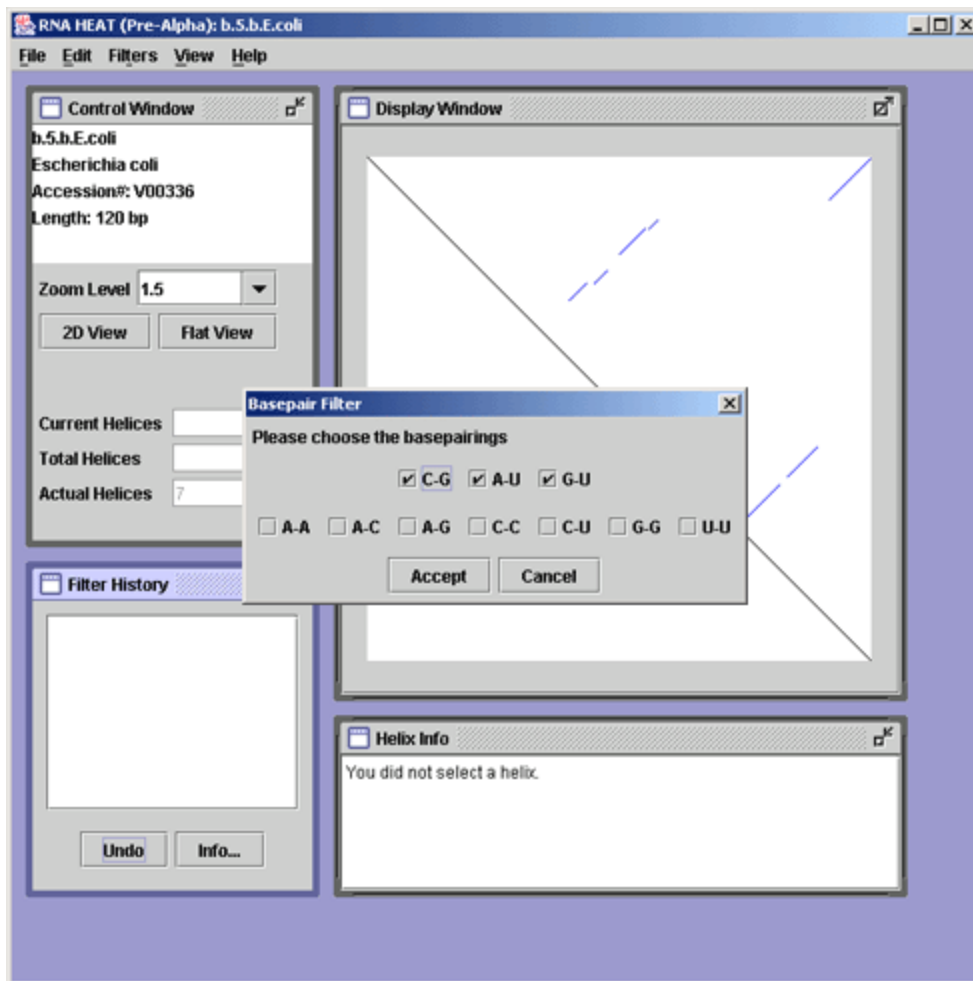 RNA HEAT (Pre-Alpha): b.5.b.E.coli
File Edit Filters View Help
Control Window
b.5.b.E.coli
Escherichia coli
Accession#: V00336
Length: 120 bp
Zoom Level 1.5
2D View Flat View
Current Helices
Total Helices
Actual Helices 7
Display Window
Basepair Filter
Please choose the basepairings
C-G A-U G-U
A-A A-C A-G C-C C-U G-G U-U
Accept Cancel
Filter History
Undo Info...
Helix Info
You did not select a helix.